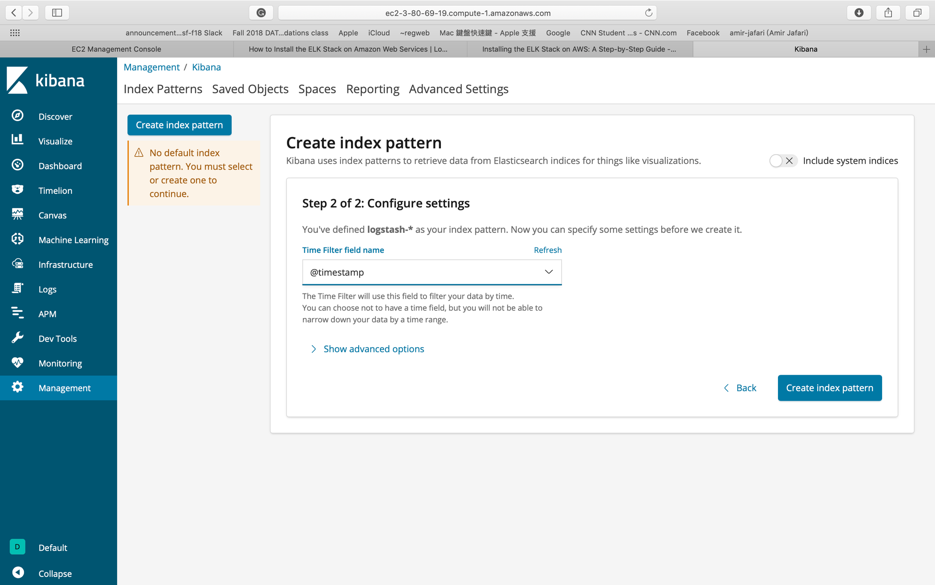 ec2-3-80-69-19.compute-1.amazonaws.com
announcement....sf-f18 Slack Fall 2018 DAT...dations class Apple iCloud ~regweb Mac 鍵盤快速鍵 - Apple 支援 Google CNN Student ...s - CNN.com Facebook amir-jafari (Amir Jafari)
EC2 Management Console How to Install the ELK Stack on Amazon Web Services | Lo... Installing the ELK Stack on AWS: A Step-by-Step Guide -... Kibana
kibana
Discover
Visualize
Dashboard
Timelion
Canvas
Machine Learning
Infrastructure
Logs
APM
Dev Tools
Monitoring
Management
D Default
Collapse
Management / Kibana
Index Patterns Saved Objects Spaces Reporting Advanced Settings
Create index pattern
No default index
pattern. You must select
or create one to
continue.
Create index pattern
Kibana uses index patterns to retrieve data from Elasticsearch indices for things like visualizations.
Include system indices
Step 2 of 2: Configure settings
You've defined logstash-* as your index pattern. Now you can specify some settings before we create it.
Time Filter field name Refresh
@timestamp
The Time Filter will use this field to filter your data by time.
You can choose not to have a time field, but you will not be able to
narrow down your data by a time range.
Show advanced options
Back Create index pattern